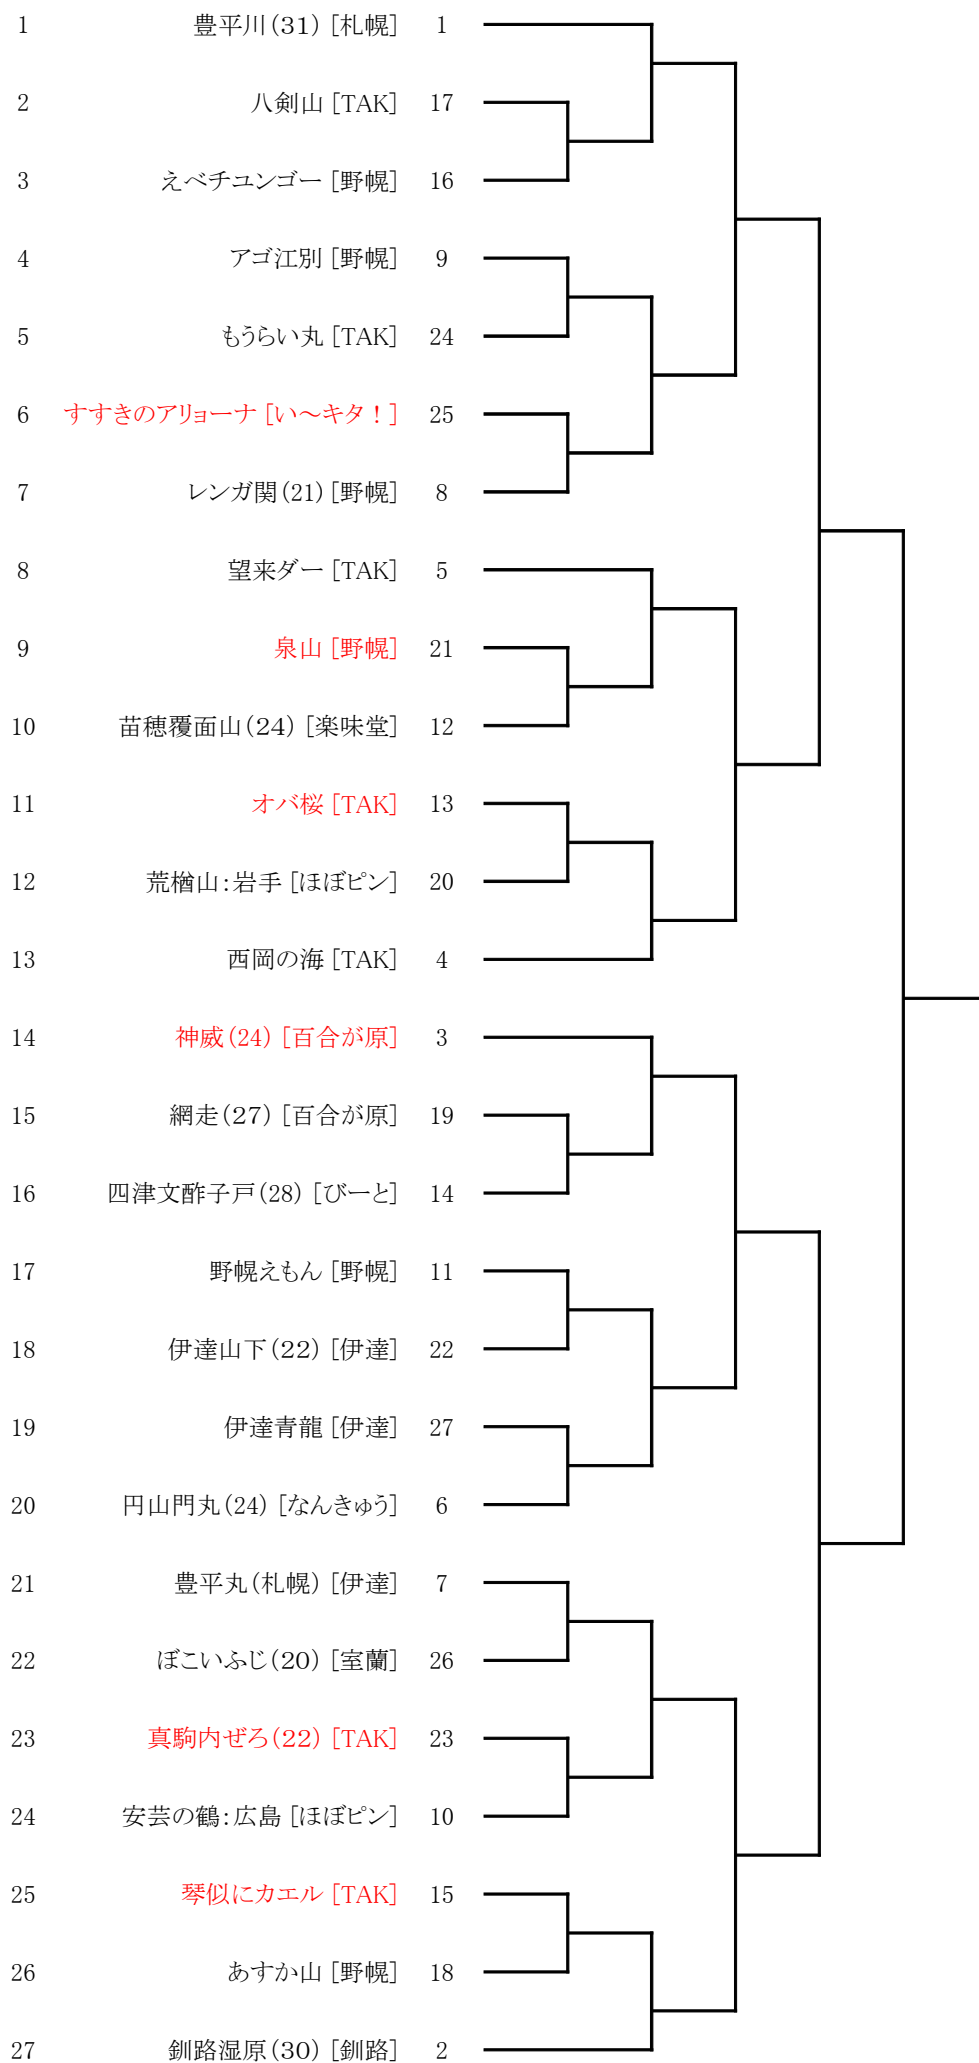 1 豊平川(31) [札幌] 1
2 八剣山 [TAK] 17
3 えべチユンゴー [野幌] 16
4 アゴ江別 [野幌] 9
5 もうらい丸 [TAK] 24
6 すすきのアリョーナ [い～キタ！] 25
7 レンガ関(21) [野幌] 8
8 望来ダー [TAK] 5
9 泉山 [野幌] 21
10 苗穂覆面山(24) [楽味堂] 12
11 オバ桜 [TAK] 13
12 荒楢山:岩手 [ほぼピン] 20
13 西岡の海 [TAK] 4
14 神威(24) [百合が原] 3
15 網走(27) [百合が原] 19
16 四津文酢子戸(28) [びーと] 14
17 野幌えもん [野幌] 11
18 伊達山下(22) [伊達] 22
19 伊達青龍 [伊達] 27
20 円山門丸(24) [なんきゅう] 6
21 豊平丸(札幌) [伊達] 7
22 ぼこいふじ(20) [室蘭] 26
23 真駒内ぜろ(22) [TAK] 23
24 安芸の鶴:広島 [ほぼピン] 10
25 琴似にカエル [TAK] 15
26 あすか山 [野幌] 18
27 釧路湿原(30) [釧路] 2